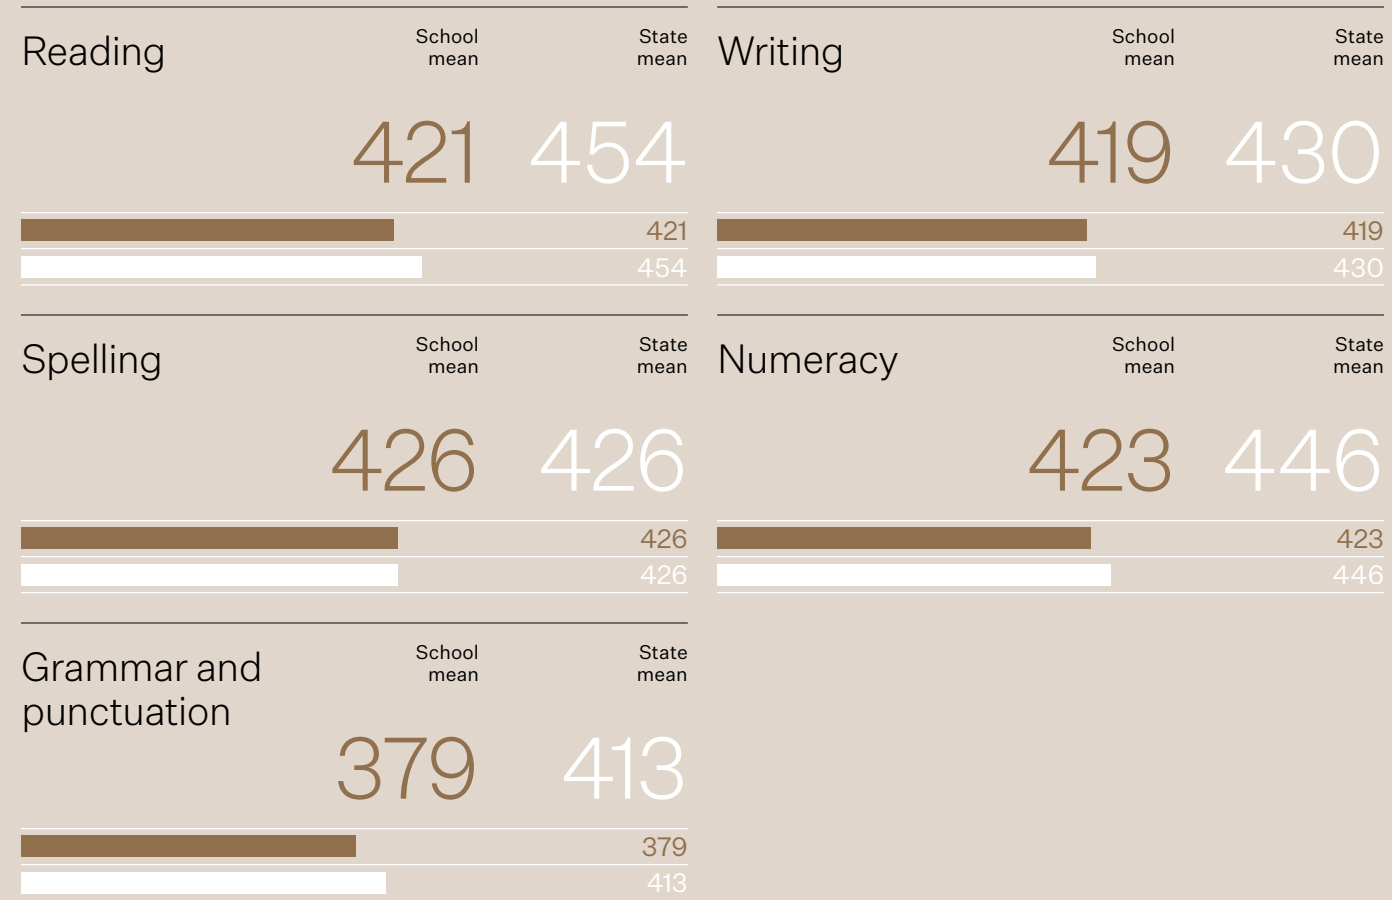 Reading
School
mean
State
mean
421 454
421
454
Writing
School
mean
State
mean
419 430
419
430
Spelling
School
mean
State
mean
426 426
426
426
Numeracy
School
mean
State
mean
423 446
423
446
Grammar and
punctuation
School
mean
State
mean
379 413
379
413